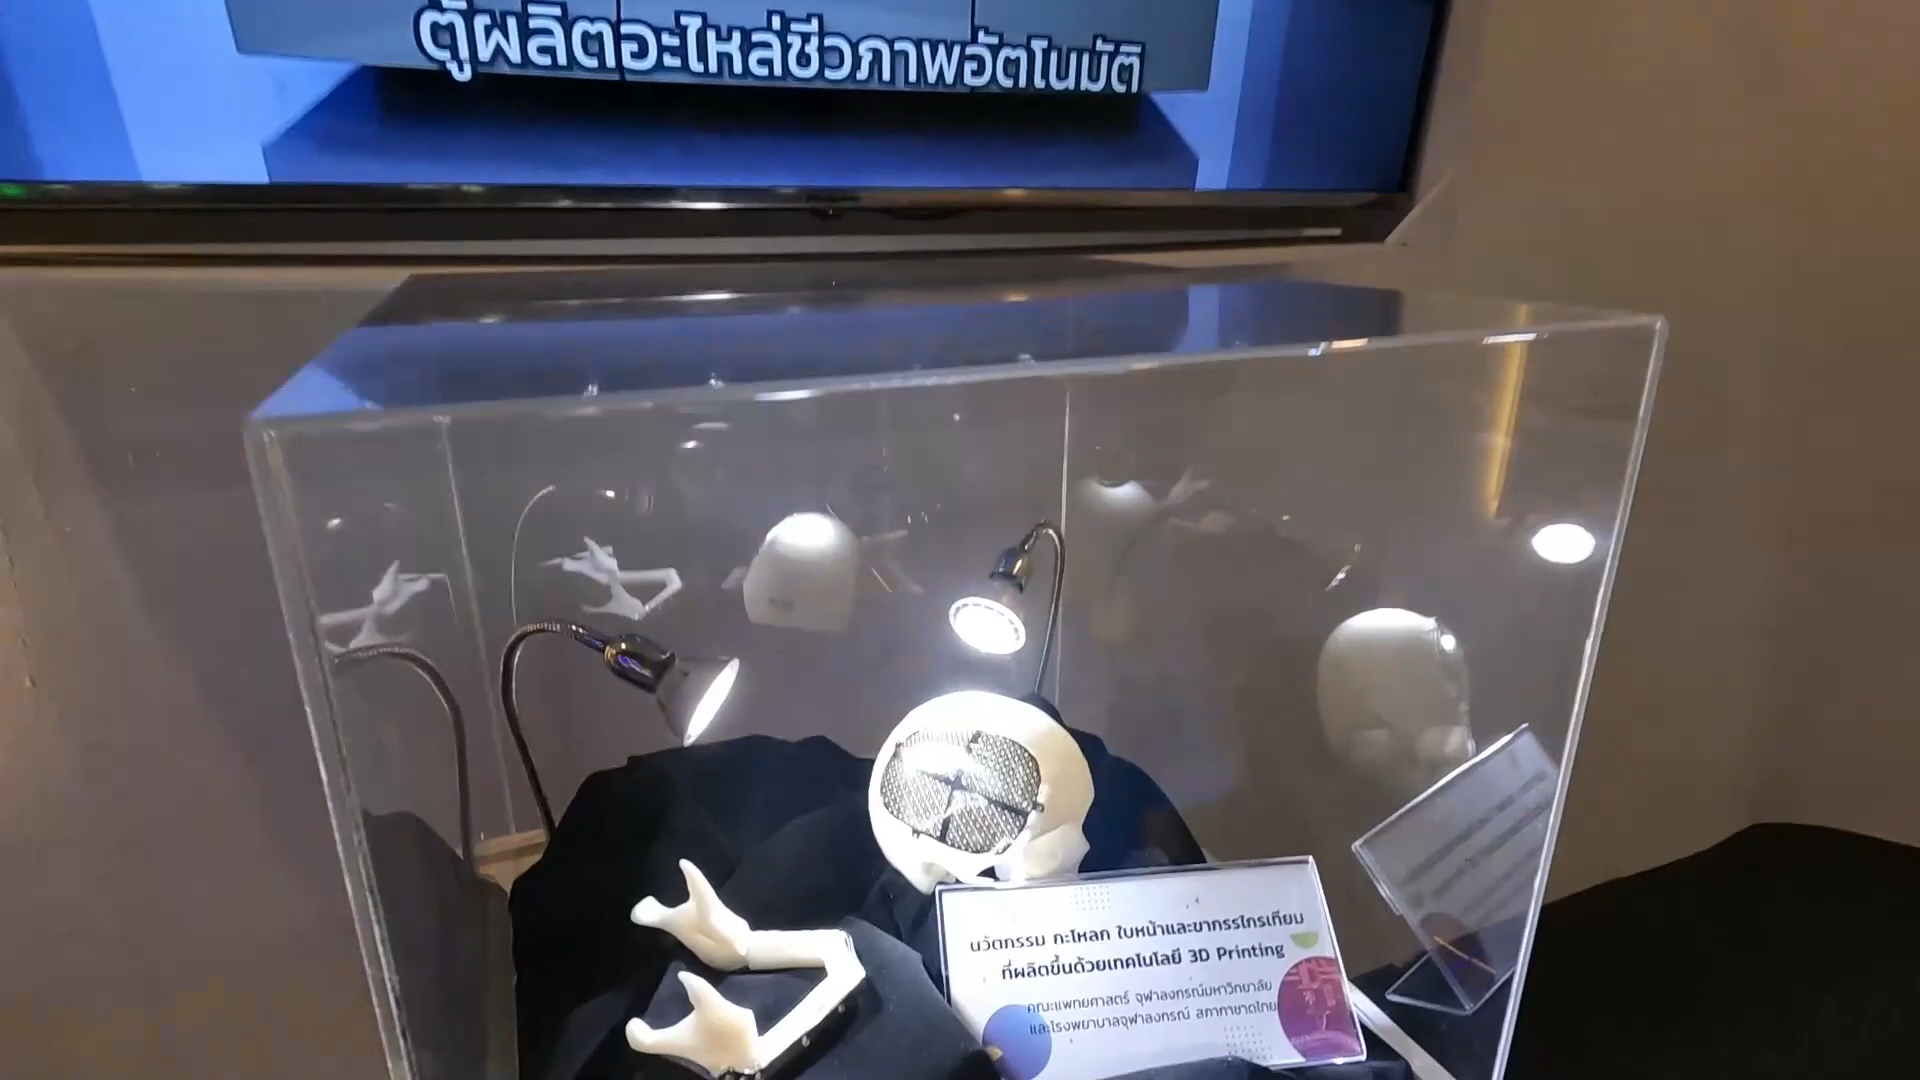 ตู้ผลิตอะไหล่ชีวภาพอัตโนมัติ
นวัตกรรม กะโหลก ใบหน้าและขากรรไกรเทียม
ที่ผลิตขึ้นด้วยเทคโนโลยี 3D Printing
คณะแพทยศาสตร์ จุฬาลงกรณ์มหาวิทยาลัย
และโรงพยาบาลจุฬาลงกรณ์ สภากาชาดไทย